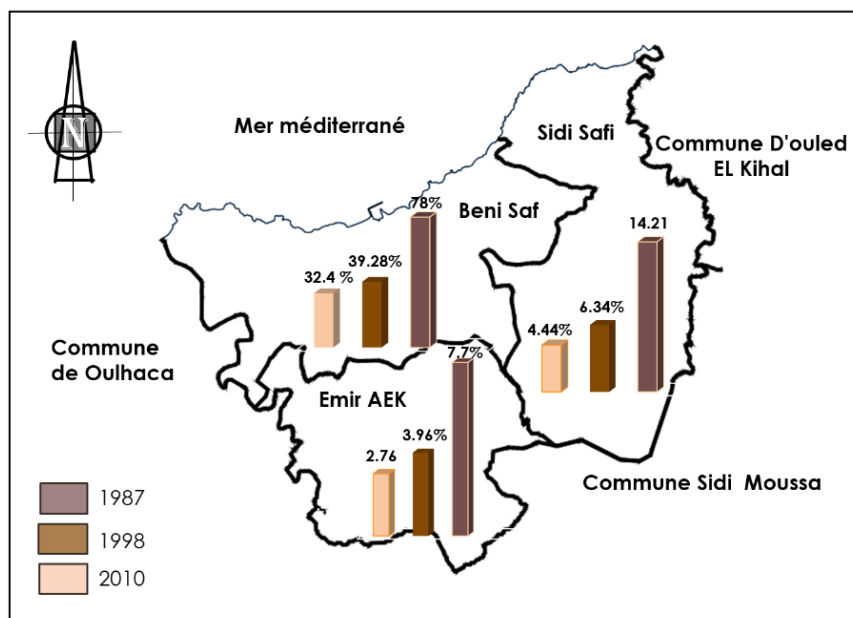 N
Mer méditerrané
Sidi Safi
Commune D'ouled
EL Kihal
Beni Saf
78%
39.28%
32.4 %
14.21
6.34%
4.44%
Commune
de Oulhaca
Emir AEK
7.7%
3.96%
2.76
Commune Sidi Moussa
1987
1998
2010